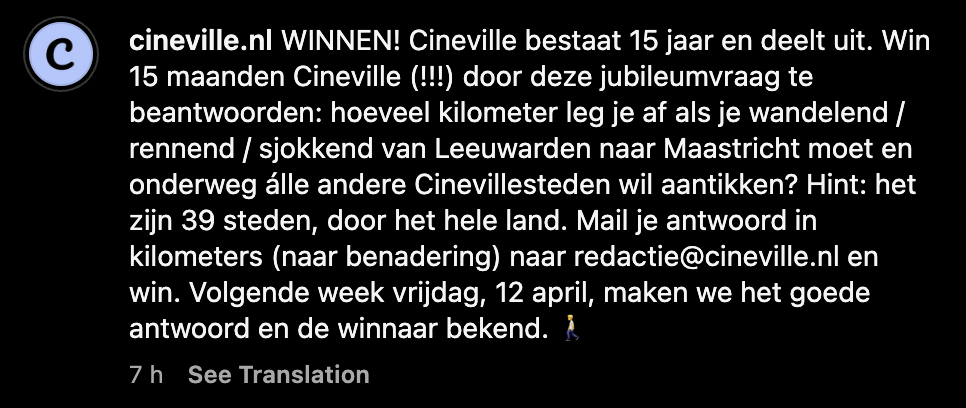 C
cineville.nl WINNEN! Cineville bestaat 15 jaar en deelt uit. Win
15 maanden Cineville (!!!) door deze jubileumvraag te
beantwoorden: hoeveel kilometer leg je af als je wandelend /
rennend / sjokkend van Leeuwarden naar Maastricht moet en
onderweg álle andere Cinevillesteden wil aantikken? Hint: het
zijn 39 steden, door het hele land. Mail je antwoord in
kilometers (naar benadering) naar redactie@cineville.nl en
win. Volgende week vrijdag, 12 april, maken we het goede
antwoord en de winnaar bekend. 🚶
7 h See Translation